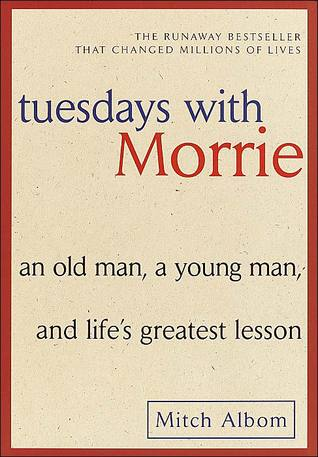 THE RUNAWAY BESTSELLER
THAT CHANGED MILLIONS OF LIVES
tuesdays with
Morrie
an old man, a young man,
and life's greatest lesson
Mitch Albom